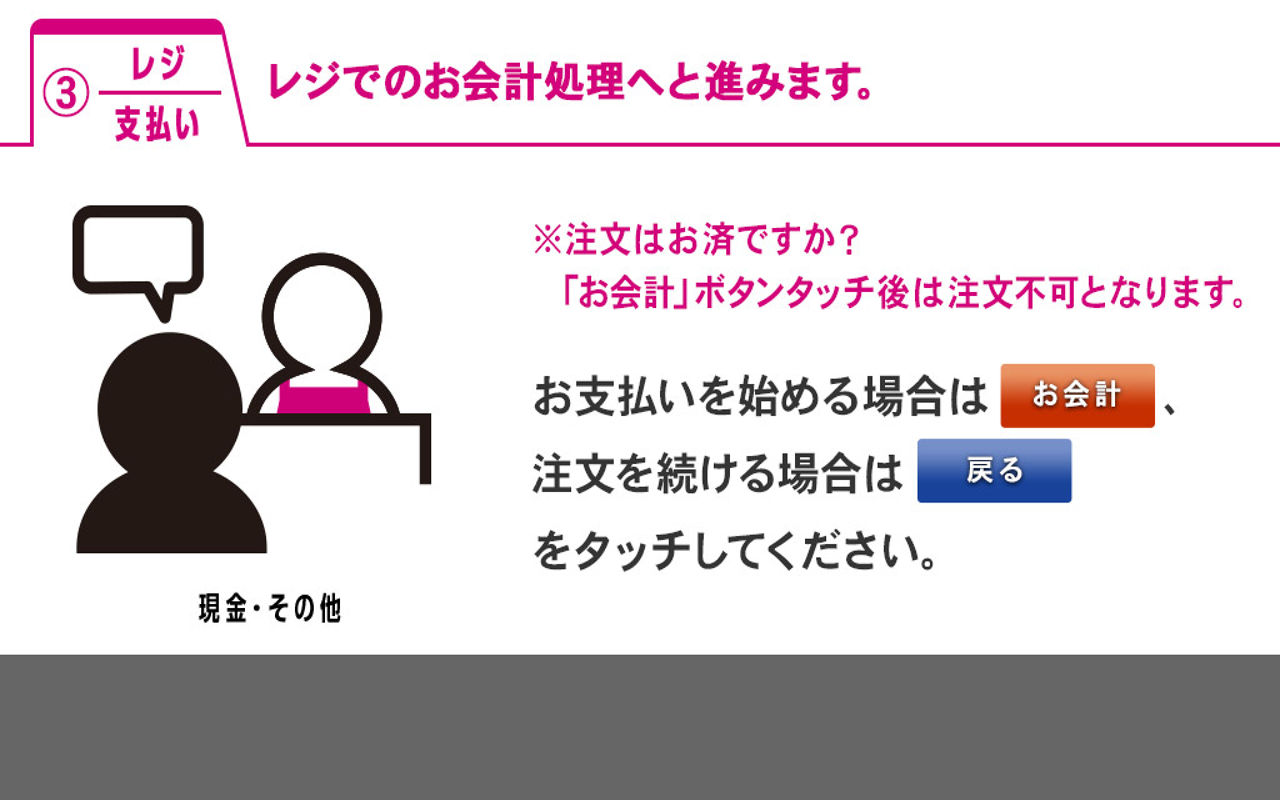 ③ レジ
支払い
レジでのお会計処理へと進みます。
※注文はお済ですか？
「お会計」ボタンタッチ後は注文不可となります。
お支払いを始める場合は お会計 、
注文を続ける場合は 戻る
をタッチしてください。
現金・その他